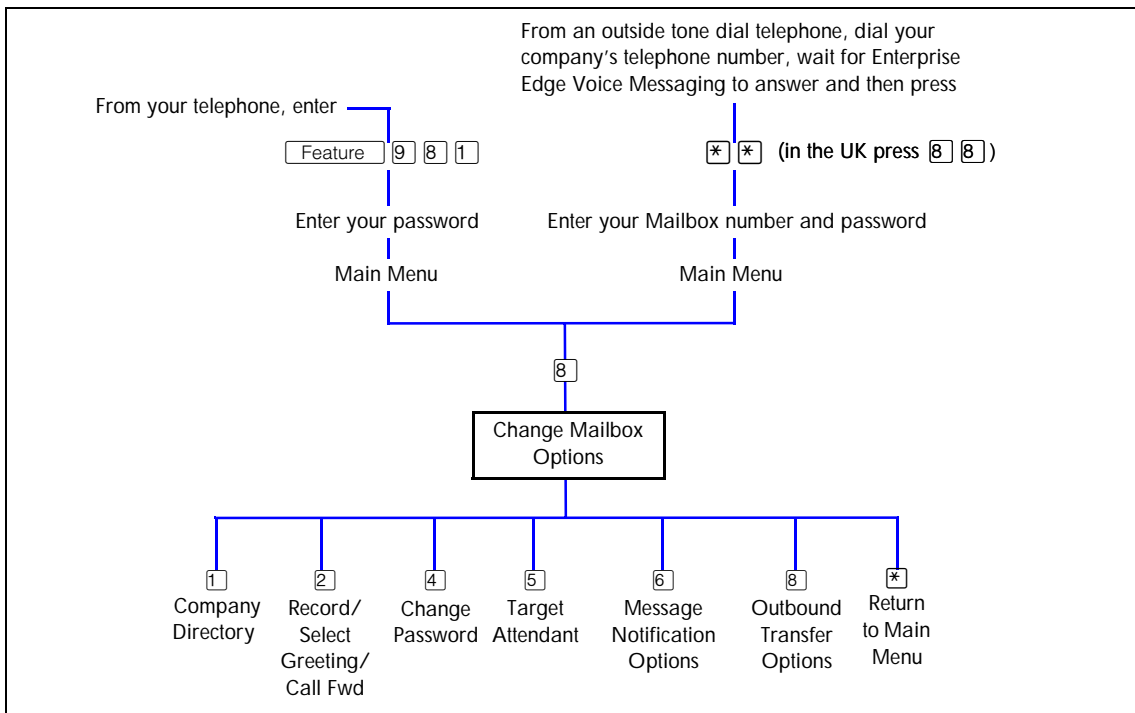 From an outside tone dial telephone, dial your
company's telephone number, wait for Enterprise
Edge Voice Messaging to answer and then press
From your telephone, enter
Feature 9 8 1
* * (in the UK press 8 8 )
Enter your password
Enter your Mailbox number and password
Main Menu
Main Menu
8
Change Mailbox
Options
1
Company
Directory
2
Record/
Select
Greeting/
Call Fwd
4
Change
Password
5
Target
Attendant
6
Message
Notification
Options
8
Outbound
Transfer
Options
*
Return
to Main
Menu